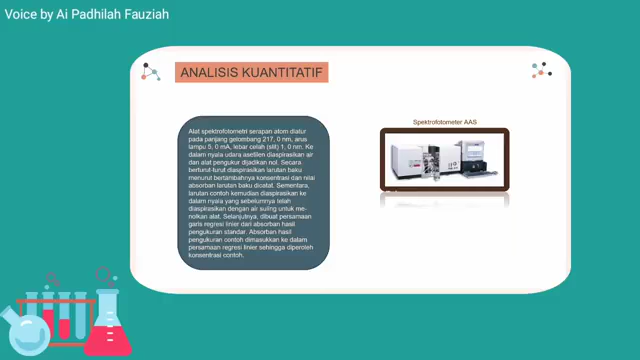 Voice by Ai Padhilah Fauziah
ANALISIS KUANTITATIF
Alat spektrofotometri serapan atom diatur
pada panjang gelombang 217, 0 nm, arus
lampu 5, 0 mA, lebar celah (slit) 1, 0 nm. Ke
dalam nyala udara asetilen diaspirasikan air
dan alat pengukur dijadikan nol. Secara
berturut-turut diaspirasikan larutan baku
menurut bertambahnya konsentrasi dan nilai
absorban larutan baku dicatat. Sementara,
larutan contoh kemudian diaspirasikan ke
dalam nyala yang sebelumnya telah
diaspirasikan dengan air suling untuk me-
nolkan alat. Selanjutnya, dibuat persamaan
garis regresi linier dari absorban hasil
pengukuran standar. Absorban hasil
pengukuran contoh dimasukkan ke dalam
persamaan regresi linier sehingga diperoleh
konsentrasi contoh.
Spektrofotometer AAS